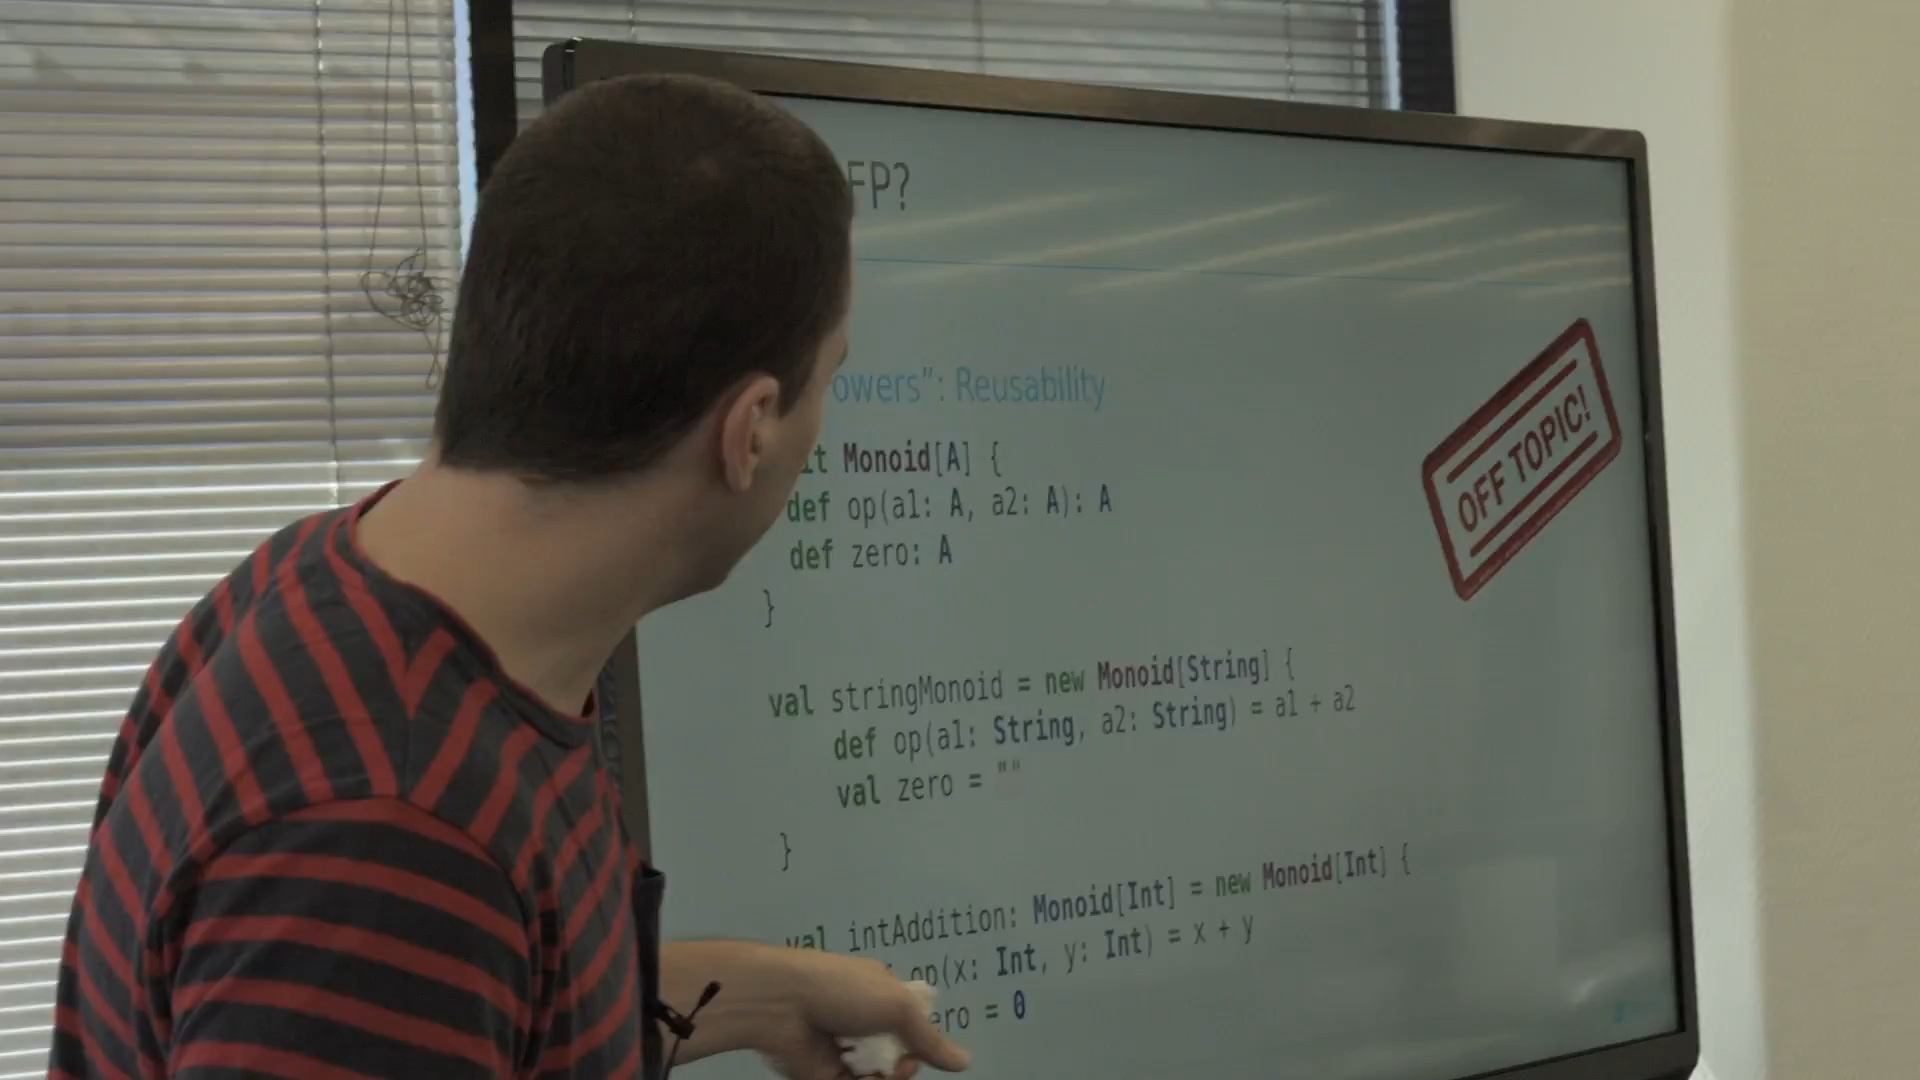 FP?
owers": Reusability
it Monoid[A] {
def op(a1: A, a2: A): A
def zero: A
}
OFF TOPIC!
val stringMonoid = new Monoid[String] {
def op(a1: String, a2: String) = a1 + a2
val zero = ""
}
val intAddition: Monoid[Int] = new Monoid[Int] {
op(x: Int, y: Int) = x + y
ero = 0